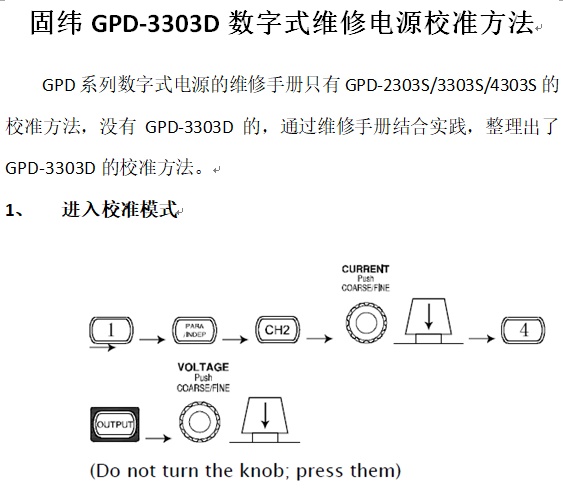 固纬 GPD-3303D 数字式维修电源校准方法
GPD 系列数字式电源的维修手册只有 GPD-2303S/3303S/4303S 的
校准方法，没有 GPD-3303D 的，通过维修手册结合实践，整理出了
GPD-3303D 的校准方法。
1、 进入校准模式
CURRENT
Push
COARSE/FINE
1
PARA
/INDEP
CH2
4
VOLTAGE
Push
COARSE/FINE
OUTPUT
(Do not turn the knob; press them)